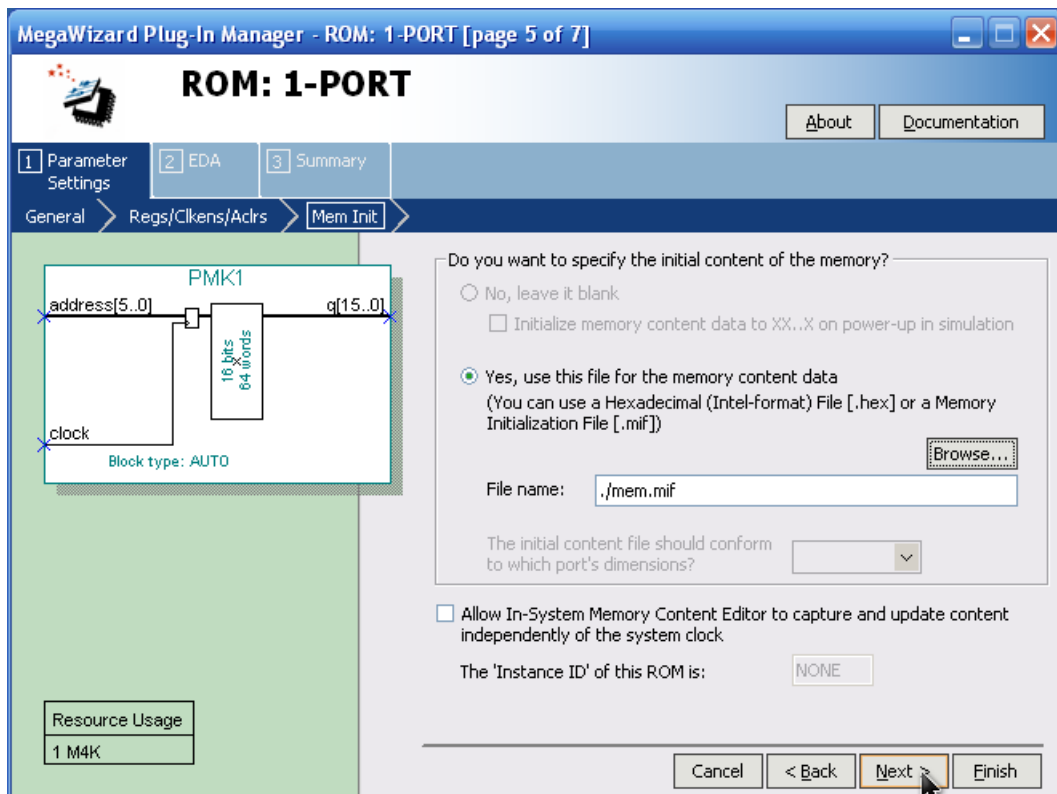 MegaWizard Plug-In Manager - ROM: 1-PORT [page 5 of 7]
ROM: 1-PORT
About
Documentation
1 Parameter Settings
2 EDA
3 Summary
General
Regs/Clkens/Aclrs
Mem Init
PMK1
address[5..0]
q[15..0]
16 bits
x
64 words
clock
Block type: AUTO
Resource Usage
1 M4K
Do you want to specify the initial content of the memory?
No, leave it blank
Initialize memory content data to XX..X on power-up in simulation
Yes, use this file for the memory content data
(You can use a Hexadecimal (Intel-format) File [.hex] or a Memory
Initialization File [.mif])
Browse...
File name:
./mem.mif
The initial content file should conform
to which port's dimensions?
Allow In-System Memory Content Editor to capture and update content
independently of the system clock
The 'Instance ID' of this ROM is:
NONE
Cancel
< Back
Next >
Finish